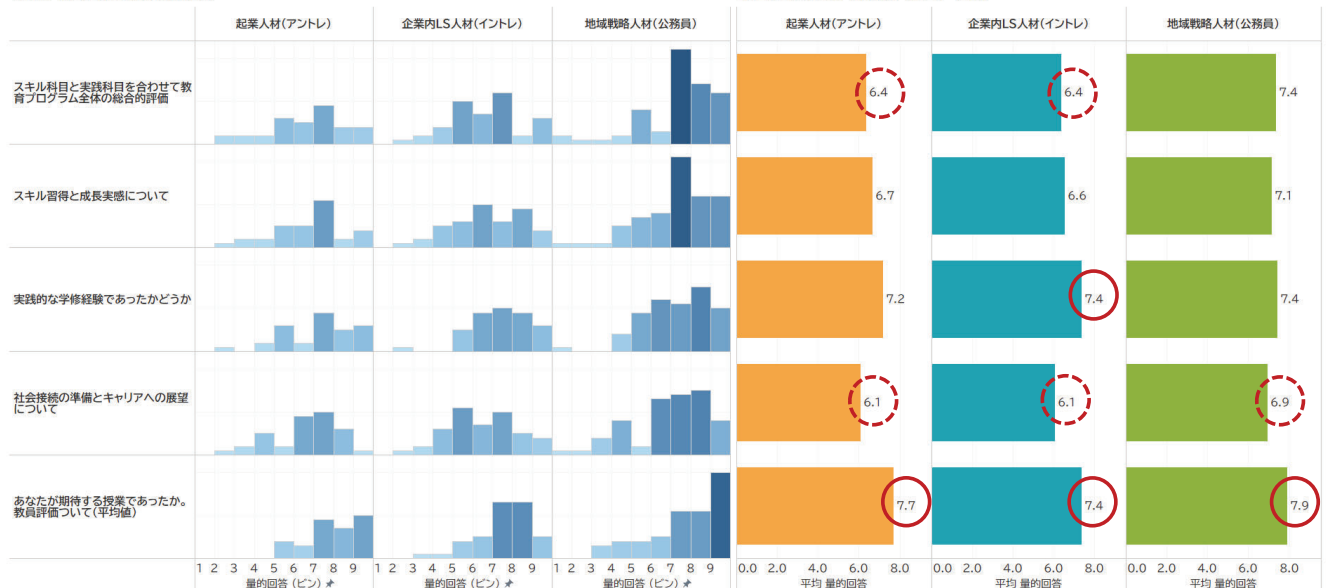 起業人材(アントレ)
企業内LS人材(イントレ)
地域戦略人材(公務員)
起業人材(アントレ)
企業内LS人材(イントレ)
地域戦略人材(公務員)
スキル科目と実践科目を合わせて教
育プログラム全体の総合的評価
6.4
6.4
7.4
スキル習得と成長実感について
6.7
6.6
7.1
実践的な学修経験であったかどうか
7.2
7.4
7.4
社会接続の準備とキャリアへの展望
について
6.1
6.1
6.9
あなたが期待する授業であったか。
教員評価ついて(平均値)
7.7
7.4
7.9
1 2 3 4 5 6 7 8 9
1 2 3 4 5 6 7 8 9
1 2 3 4 5 6 7 8 9
0.0 2.0 4.0 6.0 8.0
0.0 2.0 4.0 6.0 8.0
0.0 2.0 4.0 6.0 8.0
量的回答 (ビン)
量的回答 (ビン)
量的回答 (ビン)
平均 量的回答
平均 量的回答
平均 量的回答